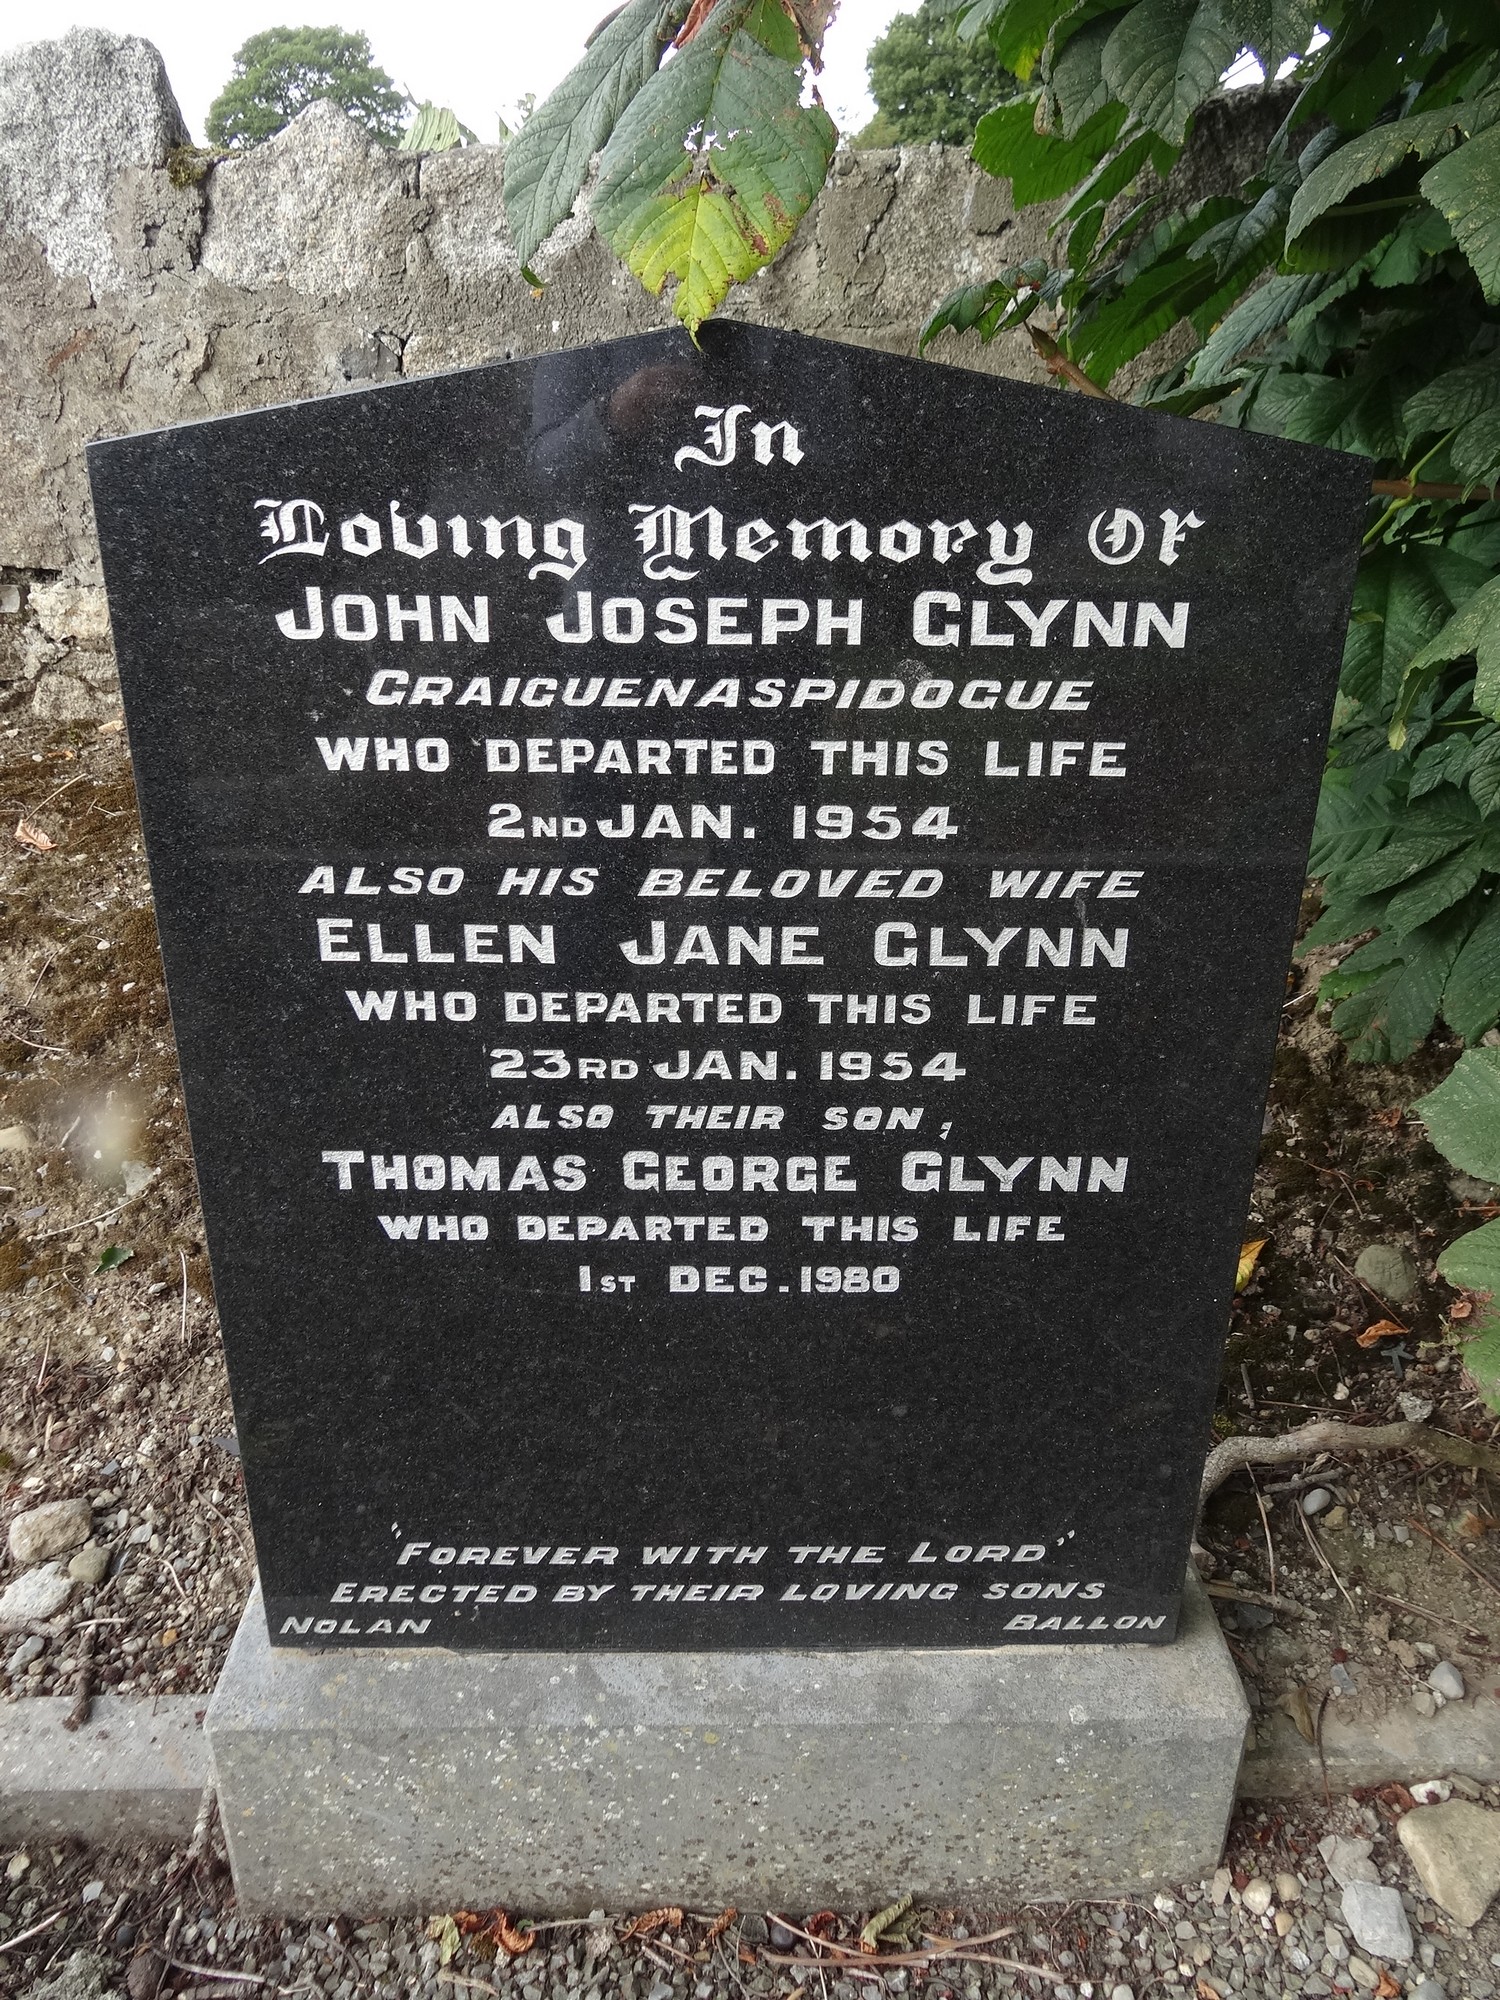 In
Loving Memory Of
JOHN JOSEPH GLYNN
GRAIGUENASPIDOGUE
WHO DEPARTED THIS LIFE
2ND JAN. 1954
ALSO HIS BELOVED WIFE
ELLEN JANE GLYNN
WHO DEPARTED THIS LIFE
23RD JAN. 1954
ALSO THEIR SON,
THOMAS GEORGE GLYNN
WHO DEPARTED THIS LIFE
1ST DEC. 1980
"FOREVER WITH THE LORD"
ERECTED BY THEIR LOVING SONS
NOLAN BALLON